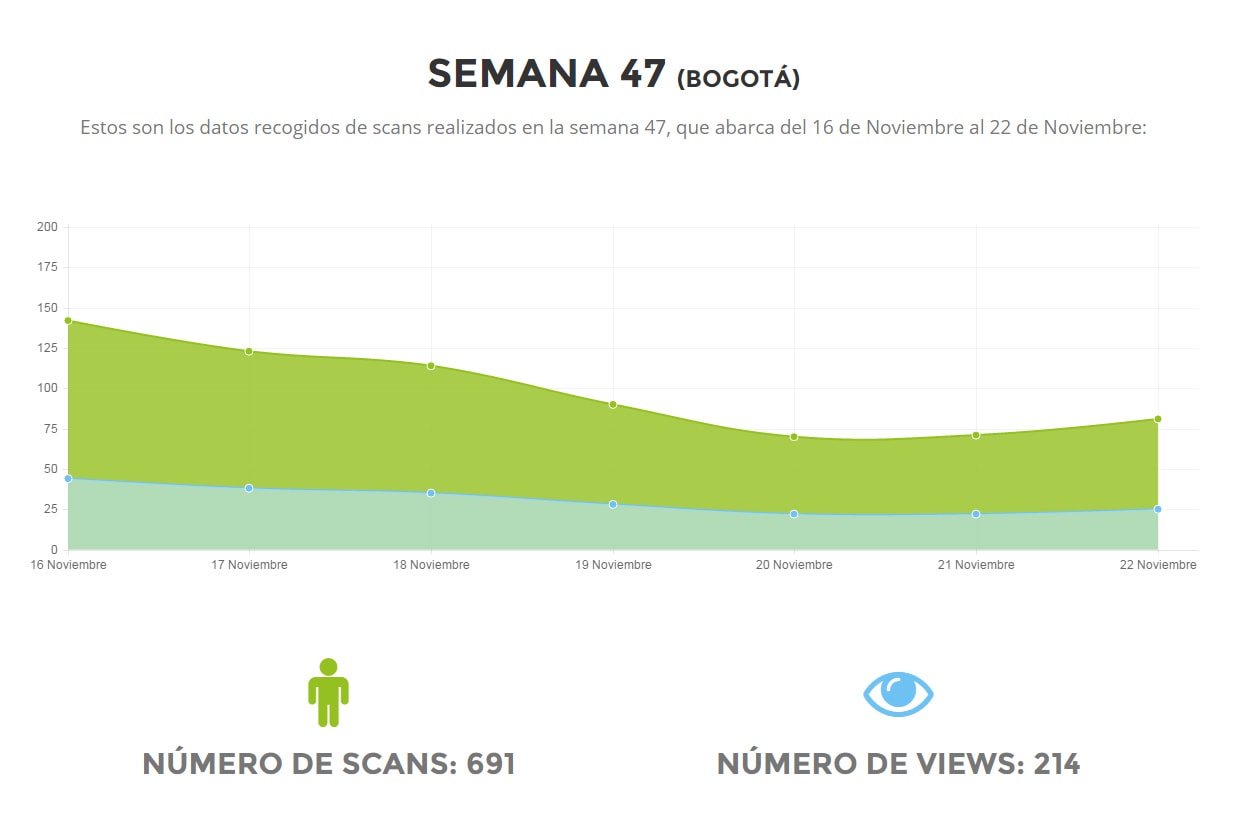 SEMANA 47 (BOGOTÁ)
Estos son los datos recogidos de scans realizados en la semana 47, que abarca del 16 de Noviembre al 22 de Noviembre:
200
175
150
125
100
75
50
25
0
16 Noviembre 17 Noviembre 18 Noviembre 19 Noviembre 20 Noviembre 21 Noviembre 22 Noviembre
NÚMERO DE SCANS: 691 NÚMERO DE VIEWS: 214